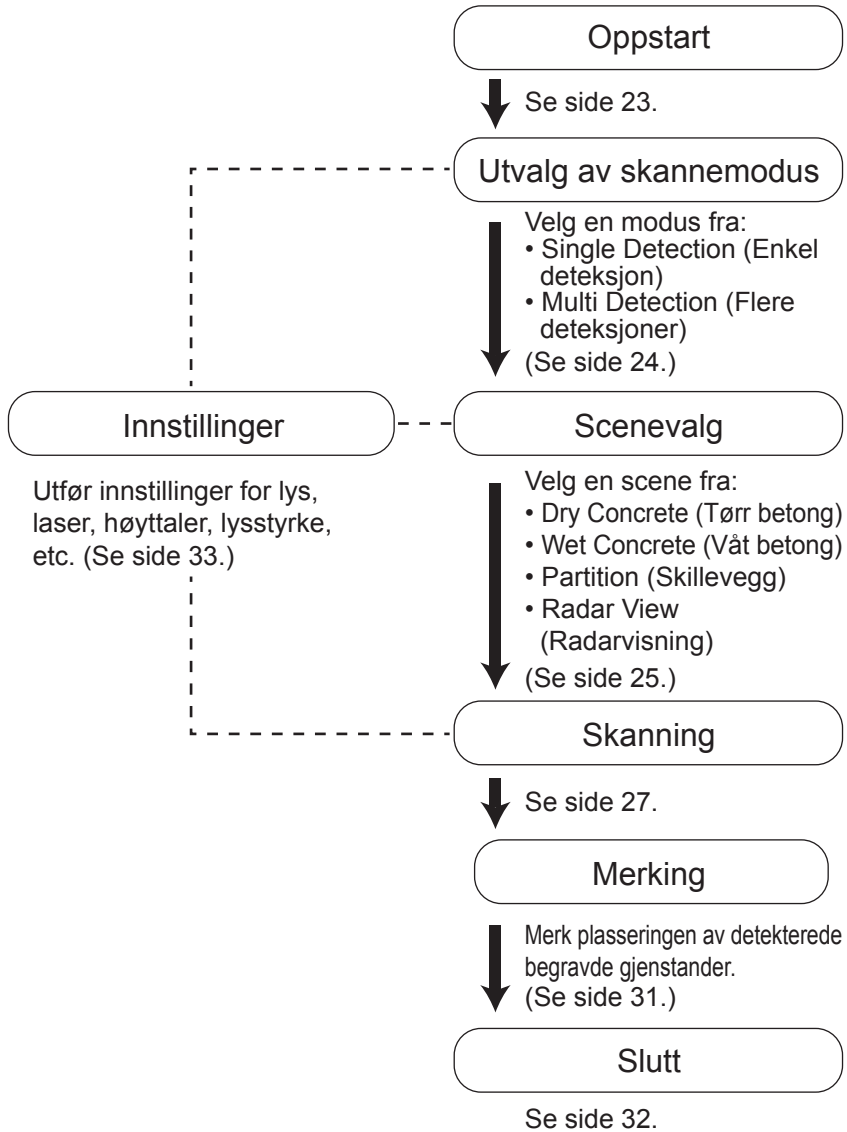 Oppstart
Se side 23.
Utvalg av skannemodus
Velg en modus fra:
• Single Detection (Enkel
deteksjon)
• Multi Detection (Flere
deteksjoner)
(Se side 24.)
Innstillinger
Utfør innstillinger for lys,
laser, høyttaler, lysstyrke,
etc. (Se side 33.)
Scenevalg
Velg en scene fra:
• Dry Concrete (Tørr betong)
• Wet Concrete (Våt betong)
• Partition (Skillevegg)
• Radar View
(Radarvisning)
(Se side 25.)
Skanning
Se side 27.
Merking
Merk plasseringen av detekterede
begravde gjenstander.
(Se side 31.)
Slutt
Se side 32.